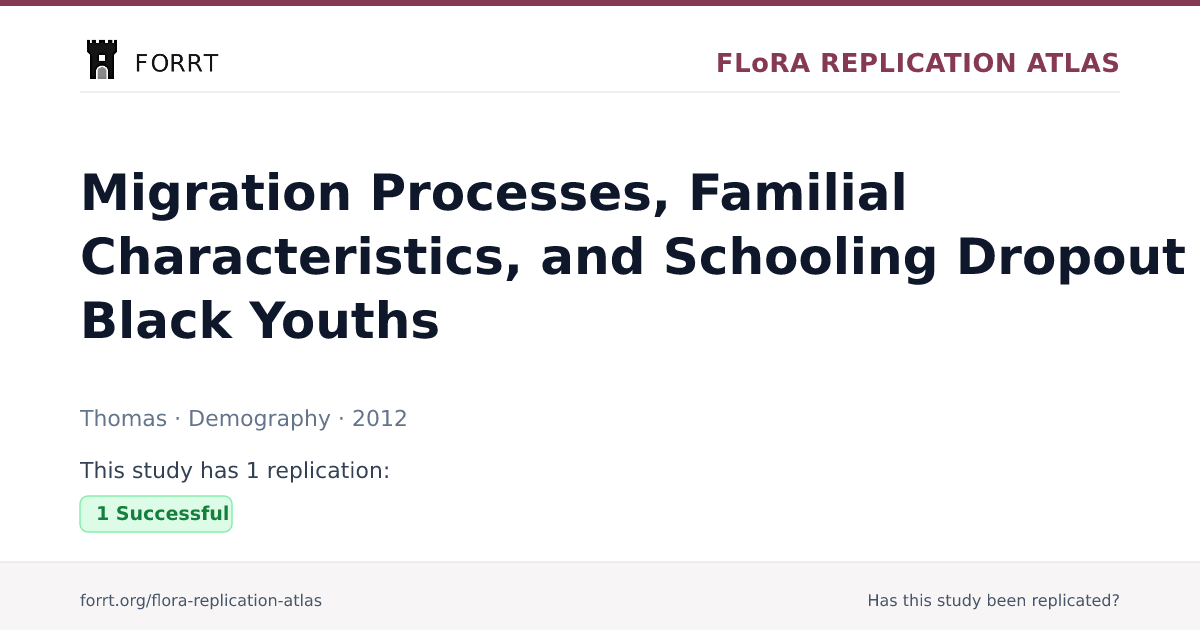 FORRT
FLoRA REPLICATION ATLAS
Migration Processes, Familial
Characteristics, and Schooling Dropout
Black Youths
Thomas · Demography · 2012
This study has 1 replication:
1 Successful
forrt.org/flora-replication-atlas
Has this study been replicated?